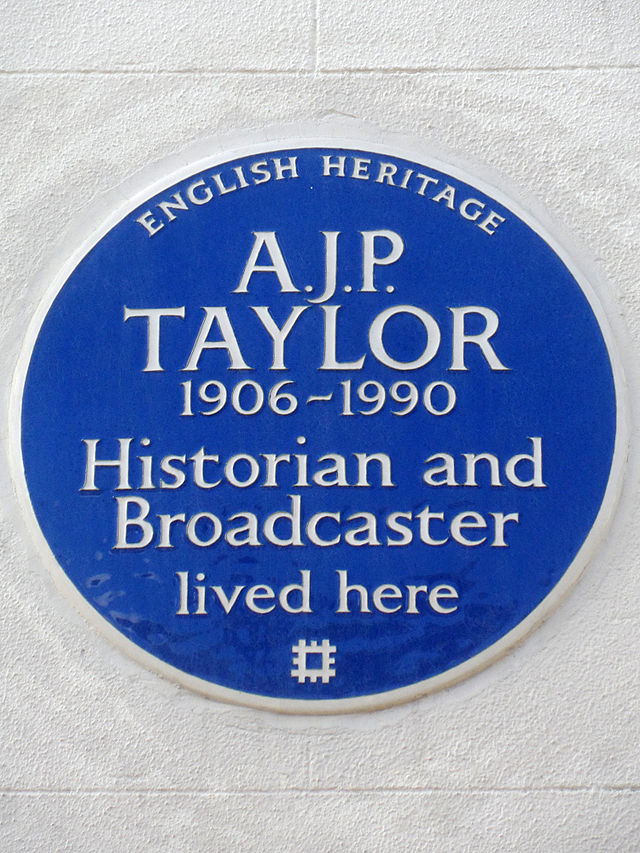 ENGLISH HERITAGE
A.J.P.
TAYLOR
1906~1990
Historian and
Broadcaster
lived here